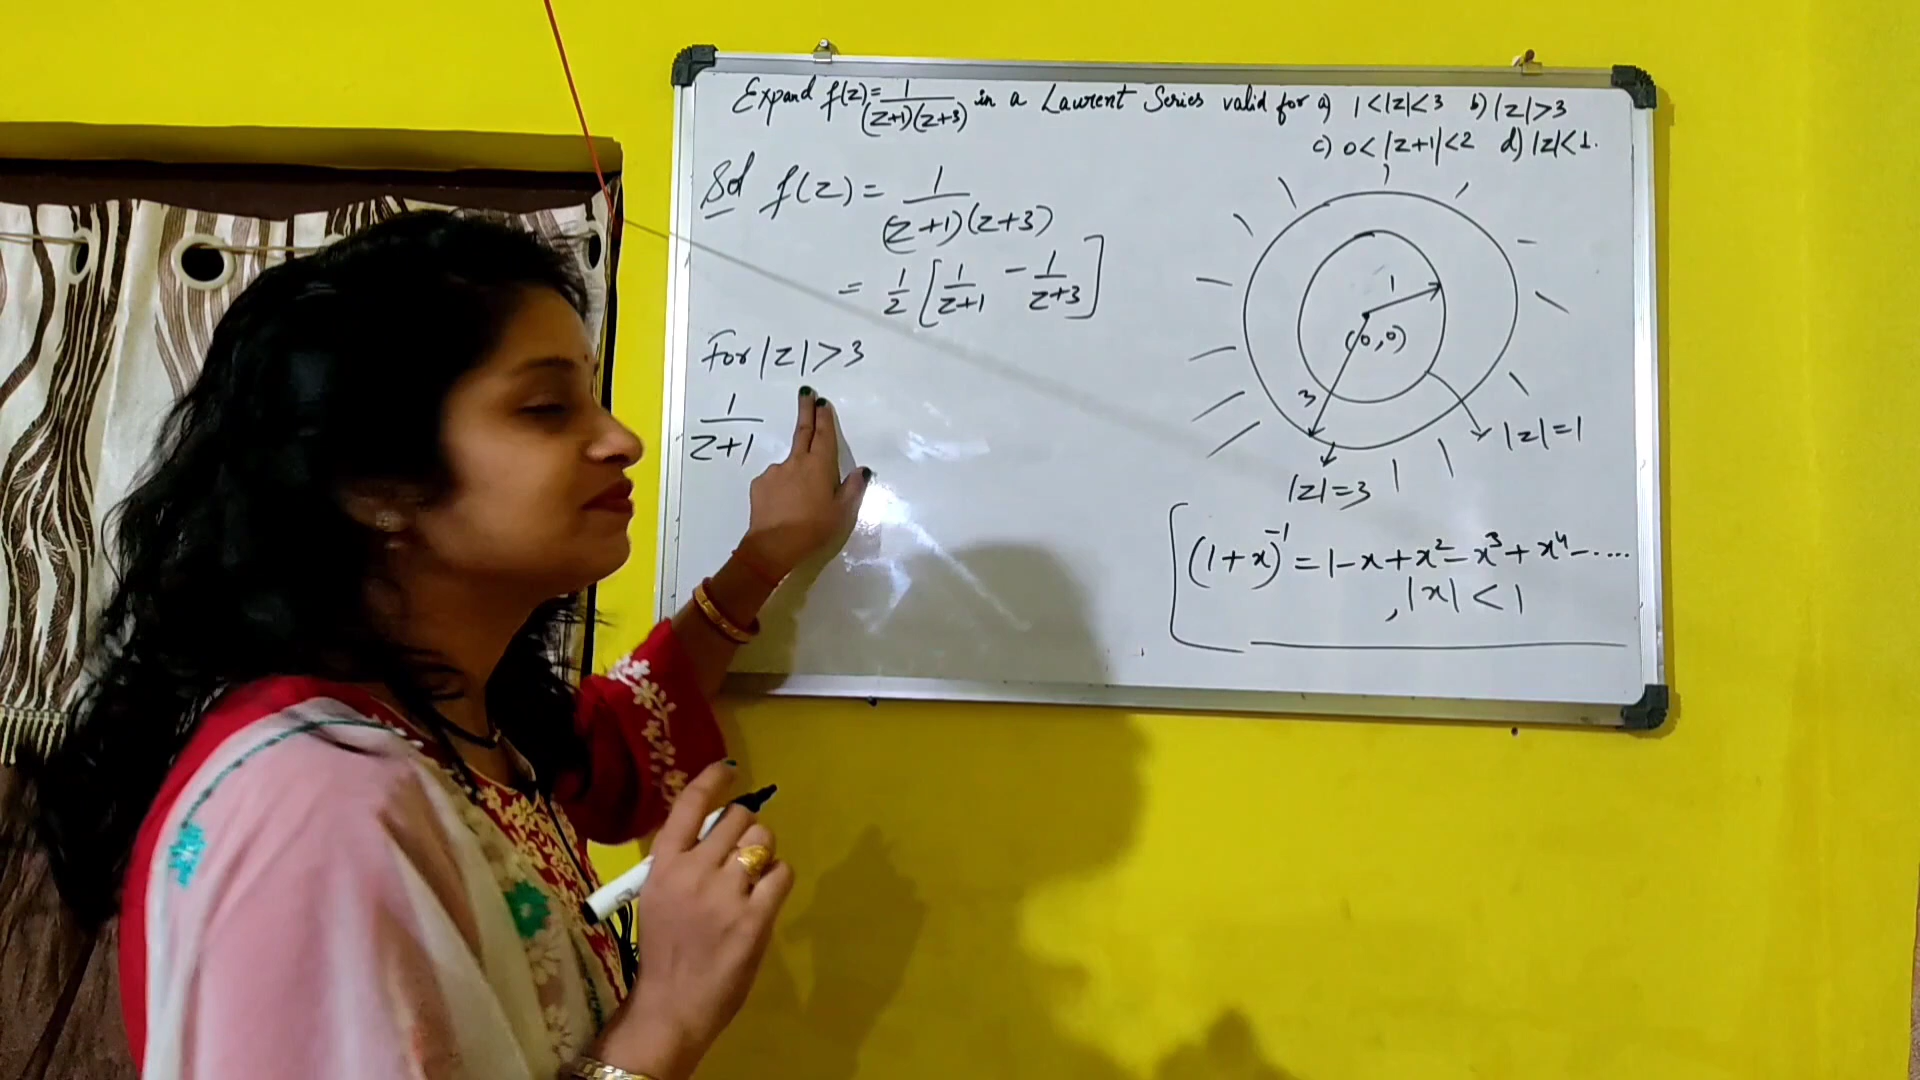 Expand f(z)= 1/(z+1)(z+3) in a Laurent Series valid for a) 1<|z|<3 b) |z|>3
c) 0<|z+1|<2 d) |z|<1.
Sol f(z) = 1/(z+1)(z+3)
= 1/2 [1/z+1 - 1/z+3]
For |z|>3
1/z+1
1
(0,0)
3
|z|=1
|z|=3
(1+x)^-1 = 1-x+x^2-x^3+x^4-....
, |x| < 1